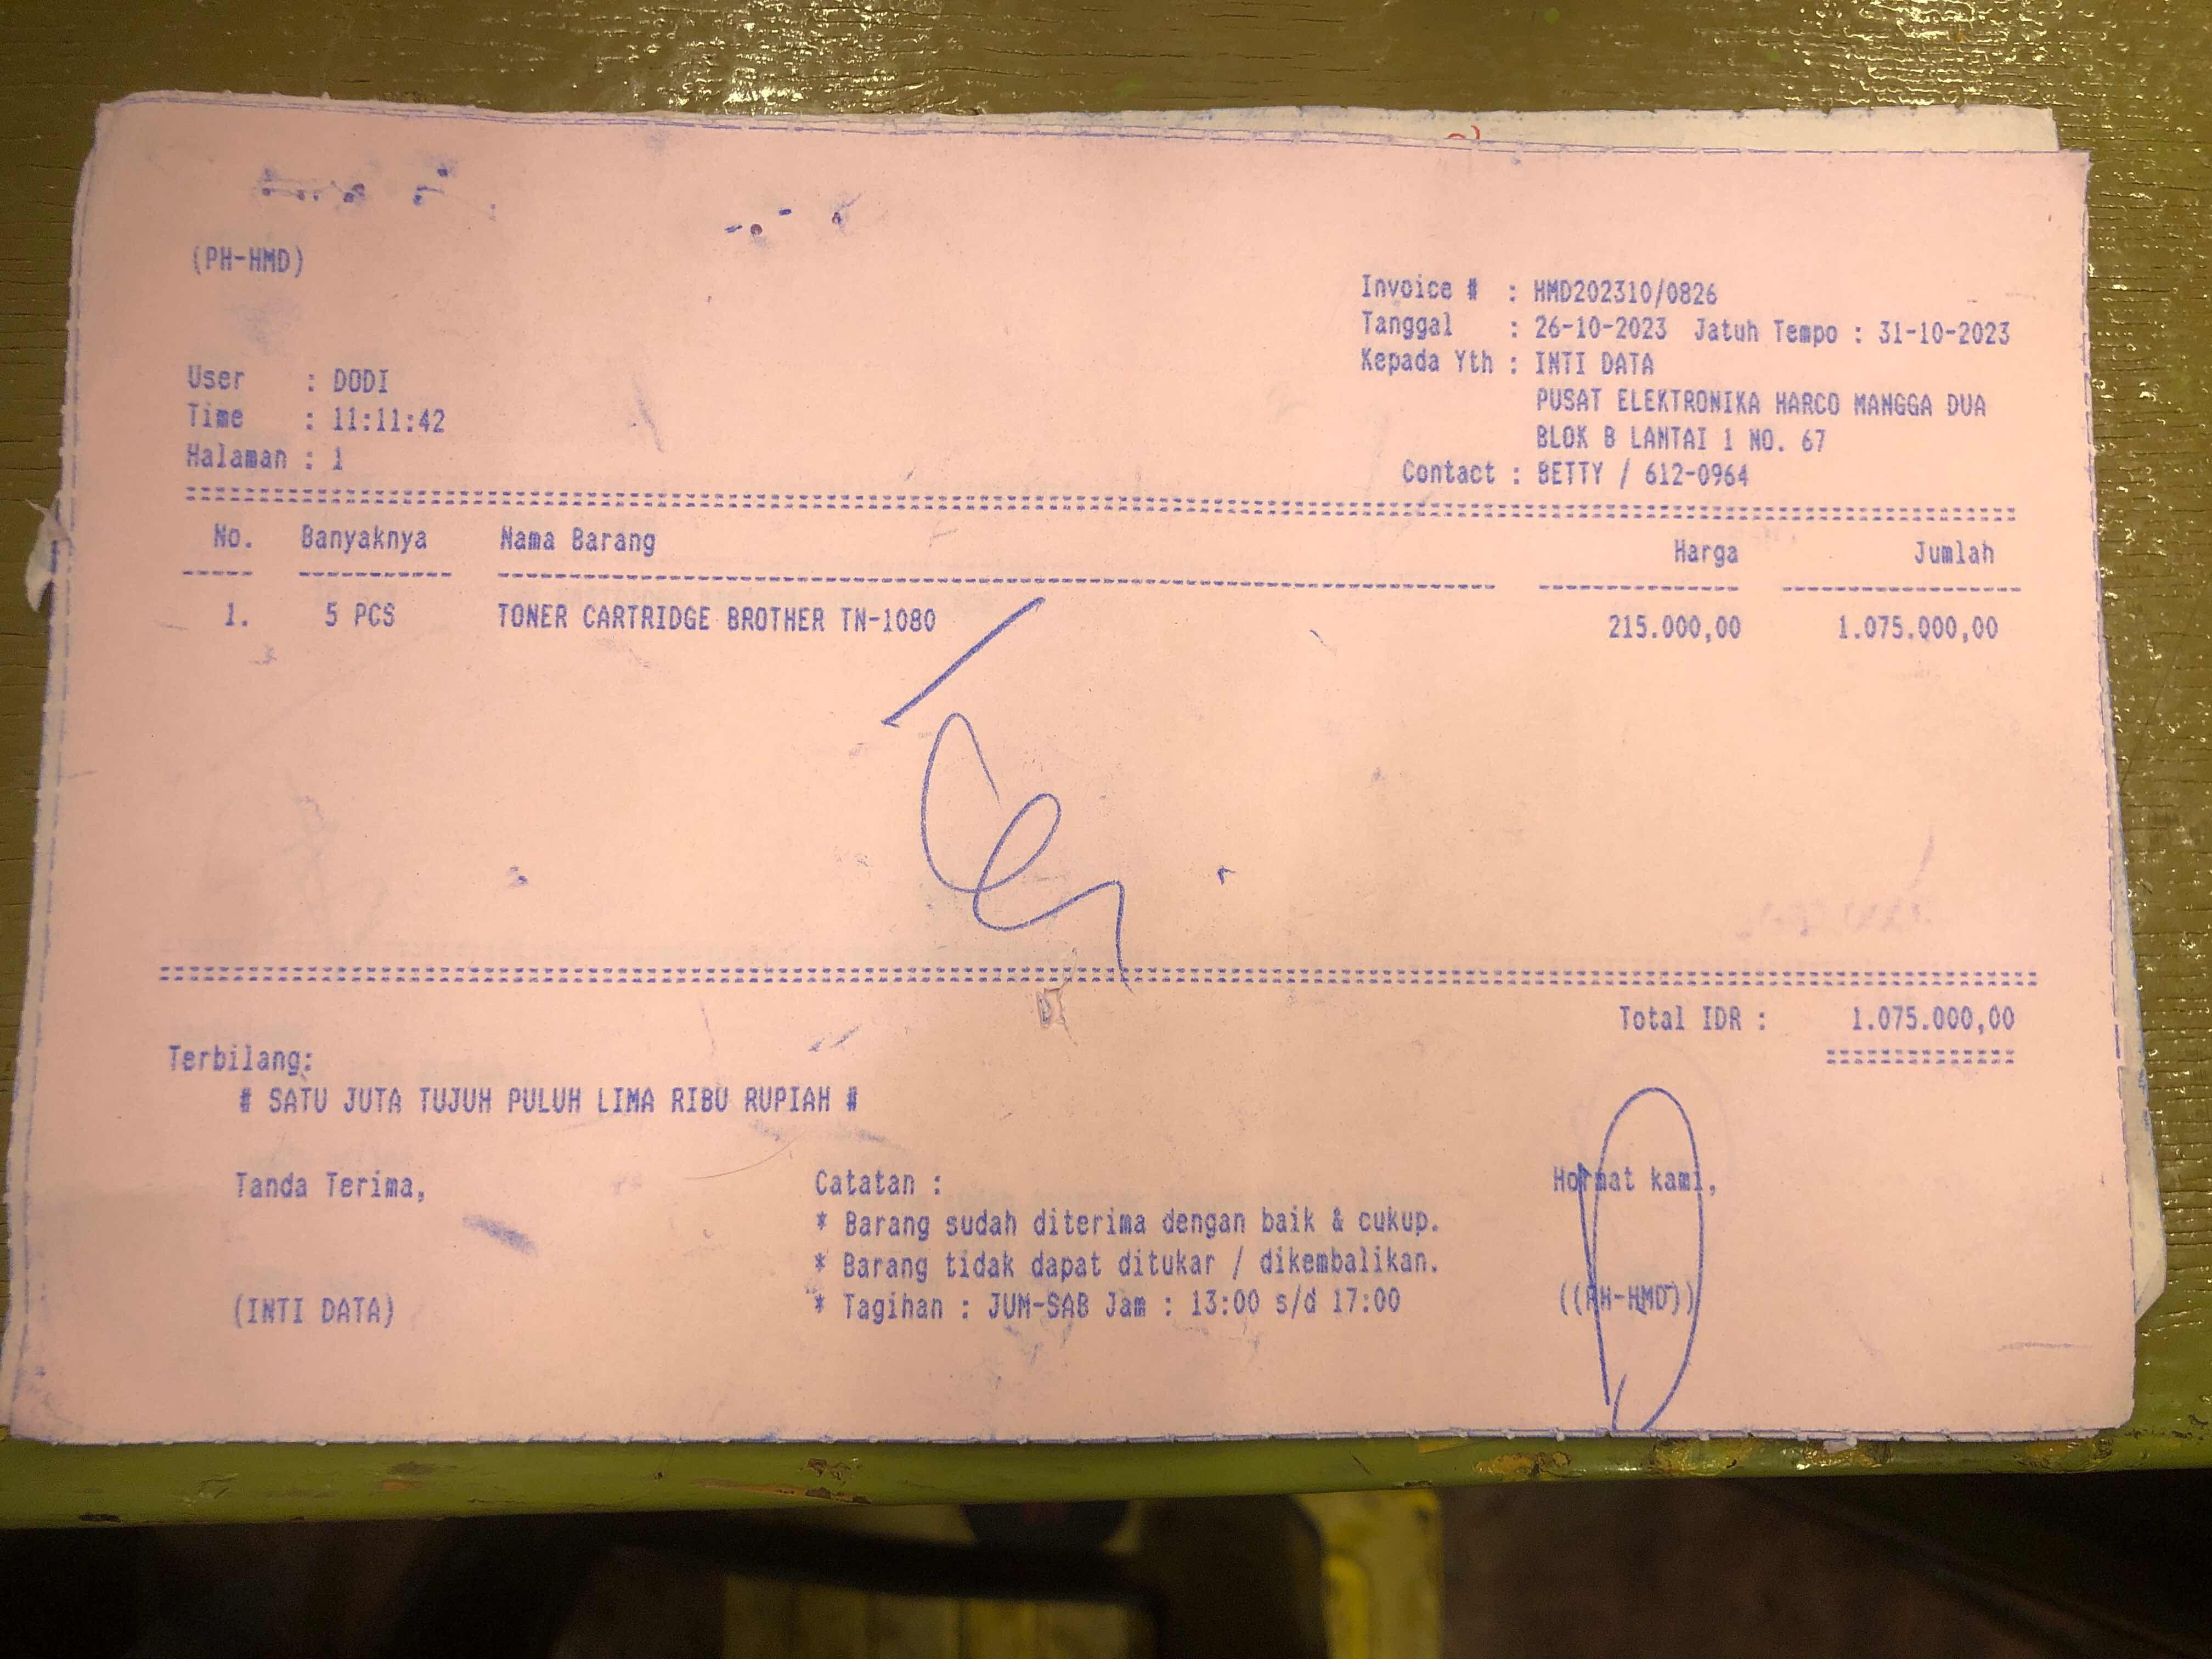 (PH-HMD)
Invoice # : HMD202310/0826
Tanggal : 26-10-2023 Jatuh Tempo : 31-10-2023
Kepada Yth : INTI DATA
PUSAT ELEKTRONIKA HARCO MANGGA DUA
BLOK B LANTAI 1 NO. 67
Contact : BETTY / 612-0964
User : DODI
Time : 11:11:42
Halaman : 1
No. Banyaknya Nama Barang Harga Jumlah
1. 5 PCS TONER CARTRIDGE BROTHER TN-1080 215.000,00 1.075.000,00
Total IDR : 1.075.000,00
Terbilang:
# SATU JUTA TUJUH PULUH LIMA RIBU RUPIAH #
Tanda Terima,
(INTI DATA)
Catatan :
* Barang sudah diterima dengan baik & cukup.
* Barang tidak dapat ditukar / dikembalikan.
* Tagihan : JUM-SAB Jam : 13:00 s/d 17:00
Hormat kami,
((PH-HMD))